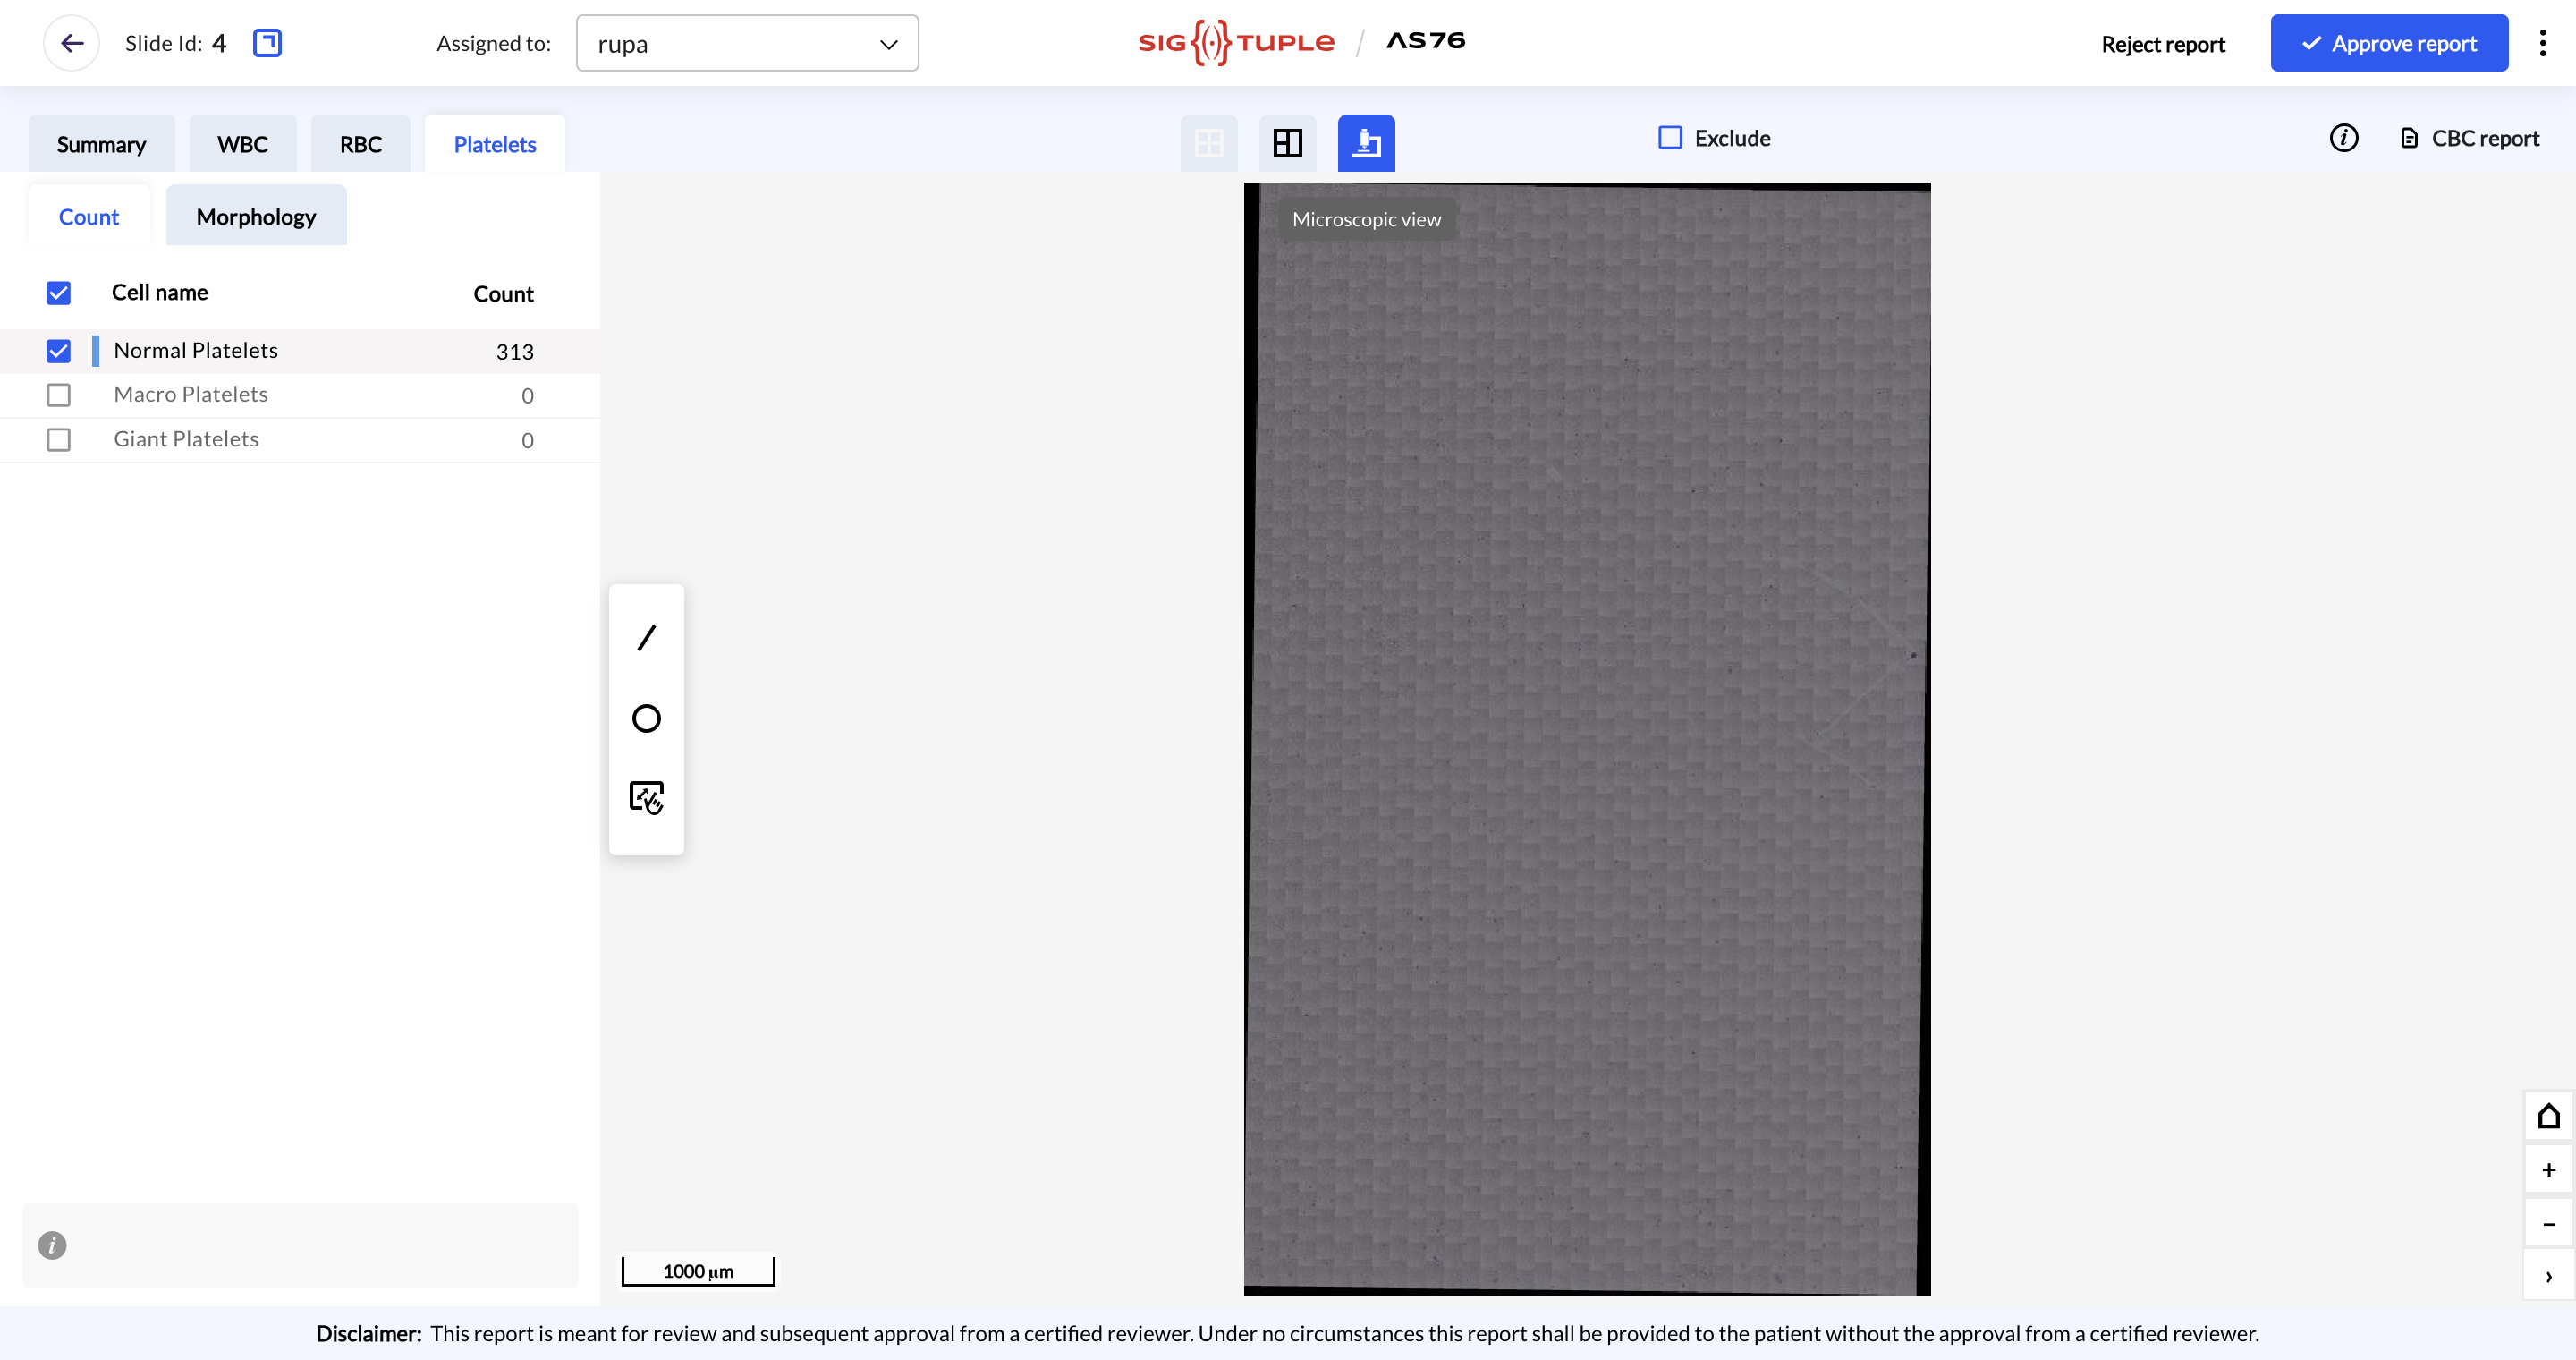 Slide Id: 4
Assigned to: rupa
SIG TUPLE / AS76
Reject report
Approve report
Summary
WBC
RBC
Platelets
Exclude
CBC report
Count
Morphology
Microscopic view
Cell name Count
Normal Platelets 313
Macro Platelets 0
Giant Platelets 0
1000 µm
Disclaimer: This report is meant for review and subsequent approval from a certified reviewer. Under no circumstances this report shall be provided to the patient without the approval from a certified reviewer.